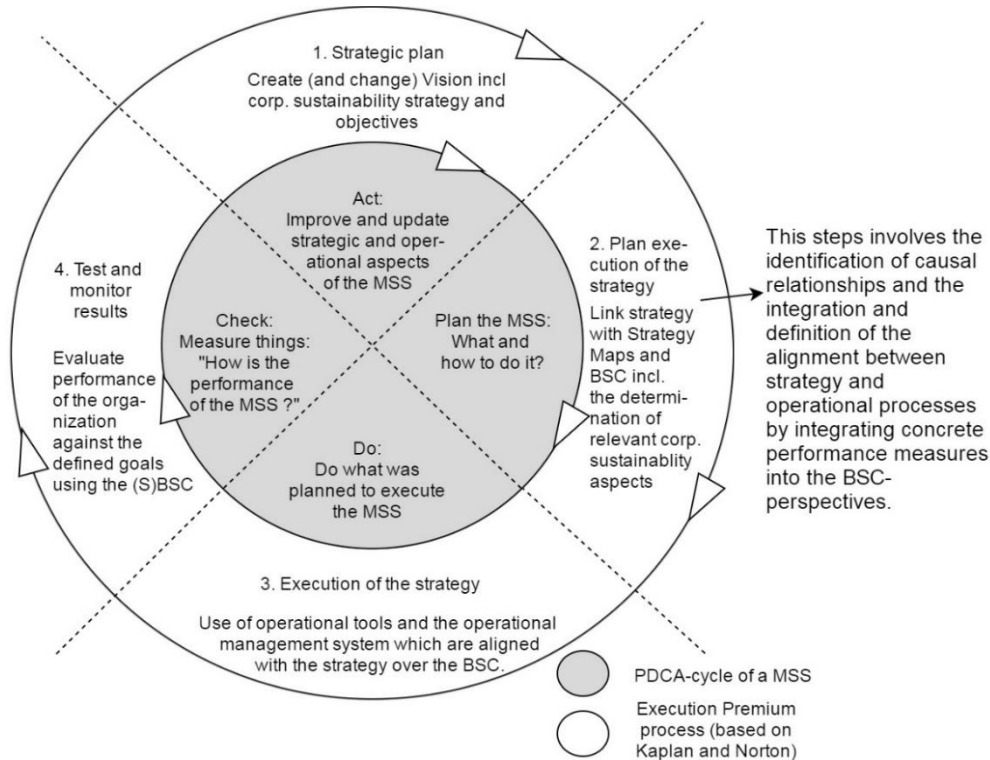 1. Strategic plan
Create (and change) Vision incl
corp. sustainability strategy and
objectives
Act:
Improve and update
strategic and oper-
ational aspects
of the MSS
2. Plan exe-
cution of the
strategy
Link strategy
with Strategy
Maps and
BSC incl.
the determi-
nation of
relevant corp.
sustainablity
aspects
This steps involves the
identification of causal
relationships and the
integration and
definition of the
alignment between
strategy and
operational processes
by integrating concrete
performance measures
into the BSC-
perspectives.
4. Test and
monitor
results
Evaluate
performance
of the orga-
nization
against the
defined goals
using the (S)BSC
Check:
Measure things:
"How is the
performance
of the MSS ?"
Plan the MSS:
What and
how to do it?
Do:
Do what was
planned to execute
the MSS
3. Execution of the strategy
Use of operational tools and the operational
management system which are aligned
with the strategy over the BSC.
PDCA-cycle of a MSS
Execution Premium
process (based on
Kaplan and Norton)